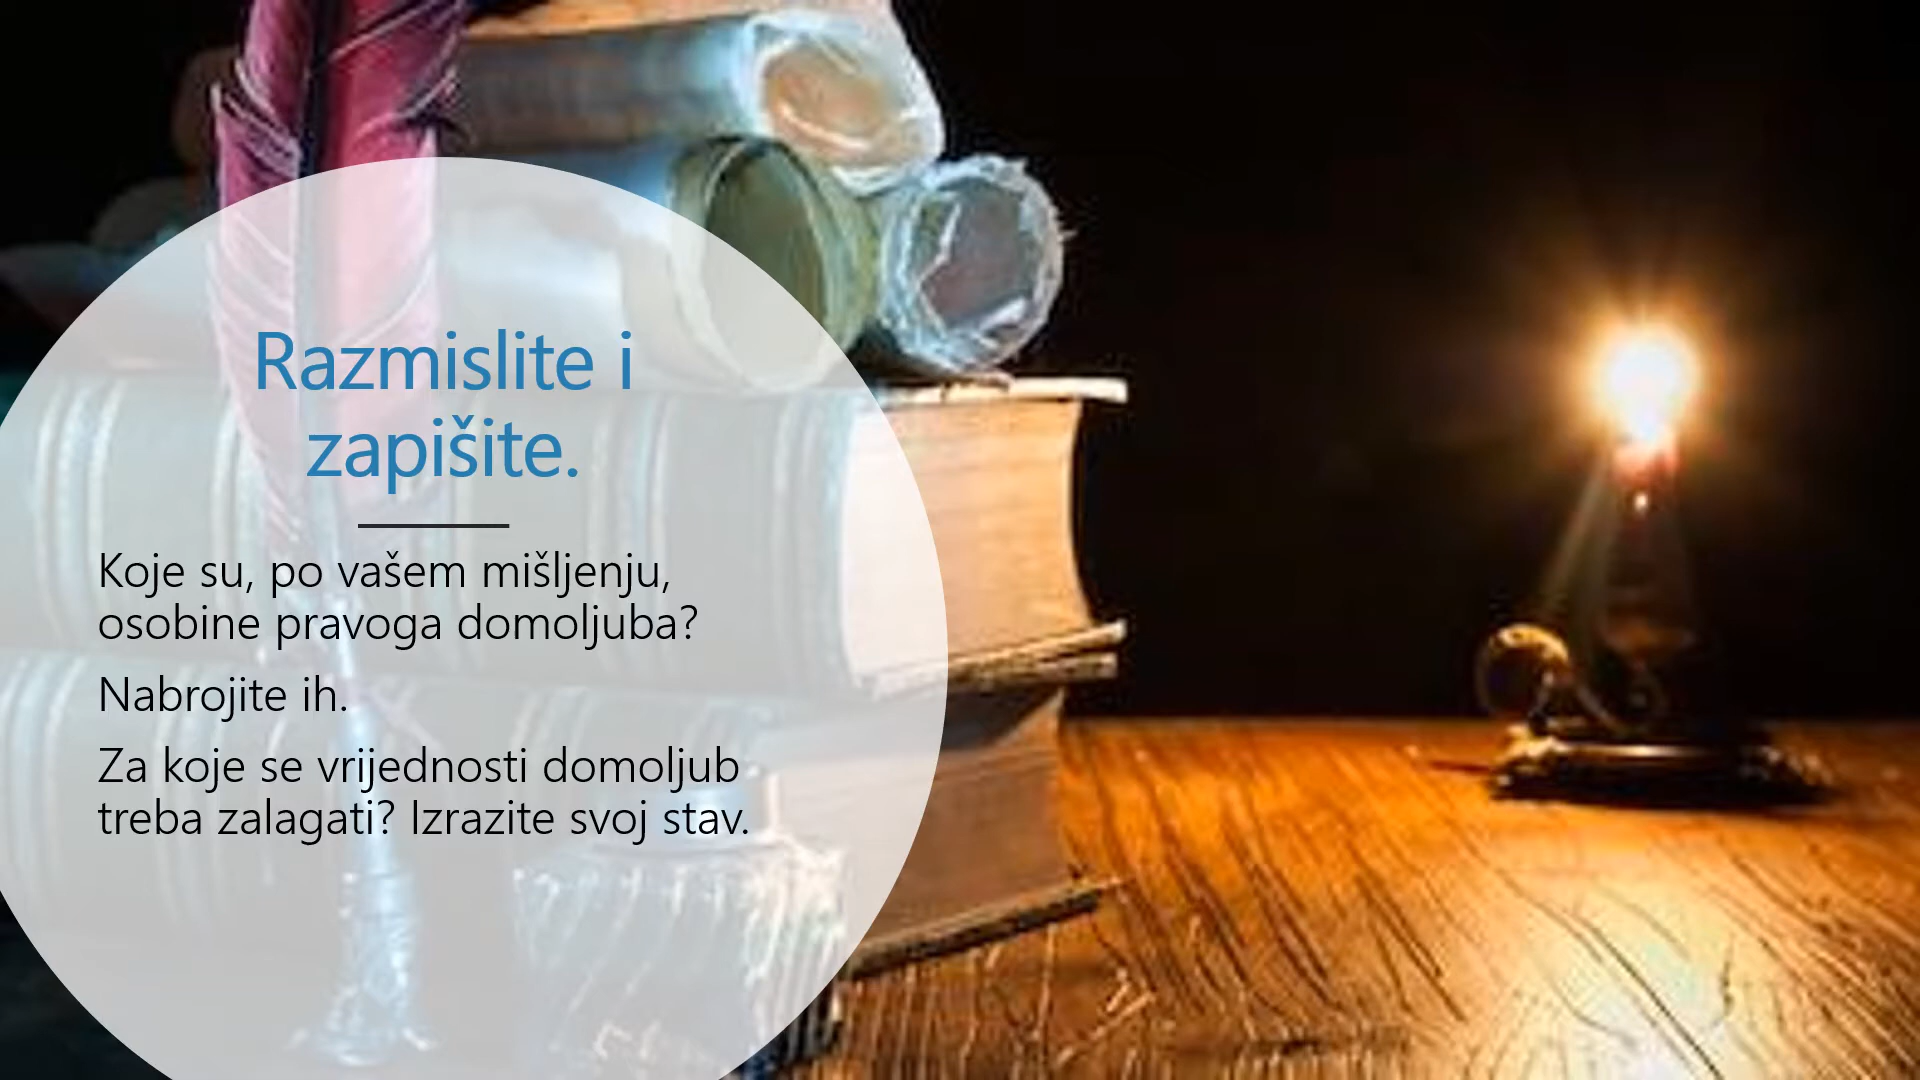 Razmislite i
zapišite.
Koje su, po vašem mišljenju,
osobine pravoga domoljuba?
Nabrojite ih.
Za koje se vrijednosti domoljub
treba zalagati? Izrazite svoj stav.